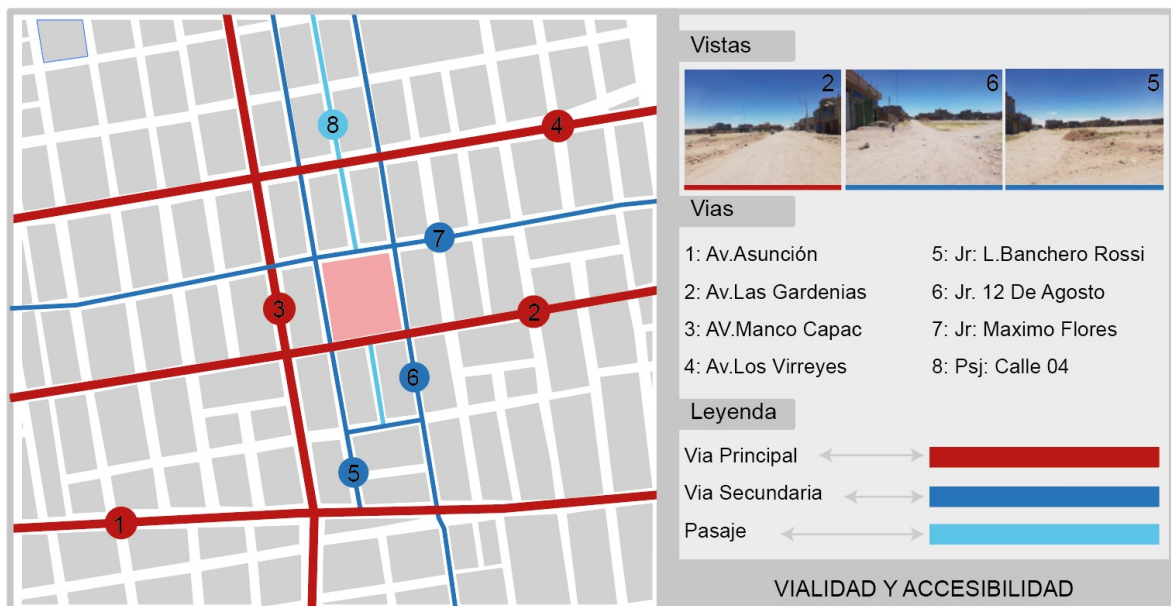 8
4
7
3
2
6
5
1
Vistas
2
6
5
Vias
1: Av.Asunción
2: Av.Las Gardenias
3: AV.Manco Capac
4: Av.Los Virreyes
5: Jr: L.Banchero Rossi
6: Jr. 12 De Agosto
7: Jr: Maximo Flores
8: Psj: Calle 04
Leyenda
Via Principal
Via Secundaria
Pasaje
VIALIDAD Y ACCESIBILIDAD